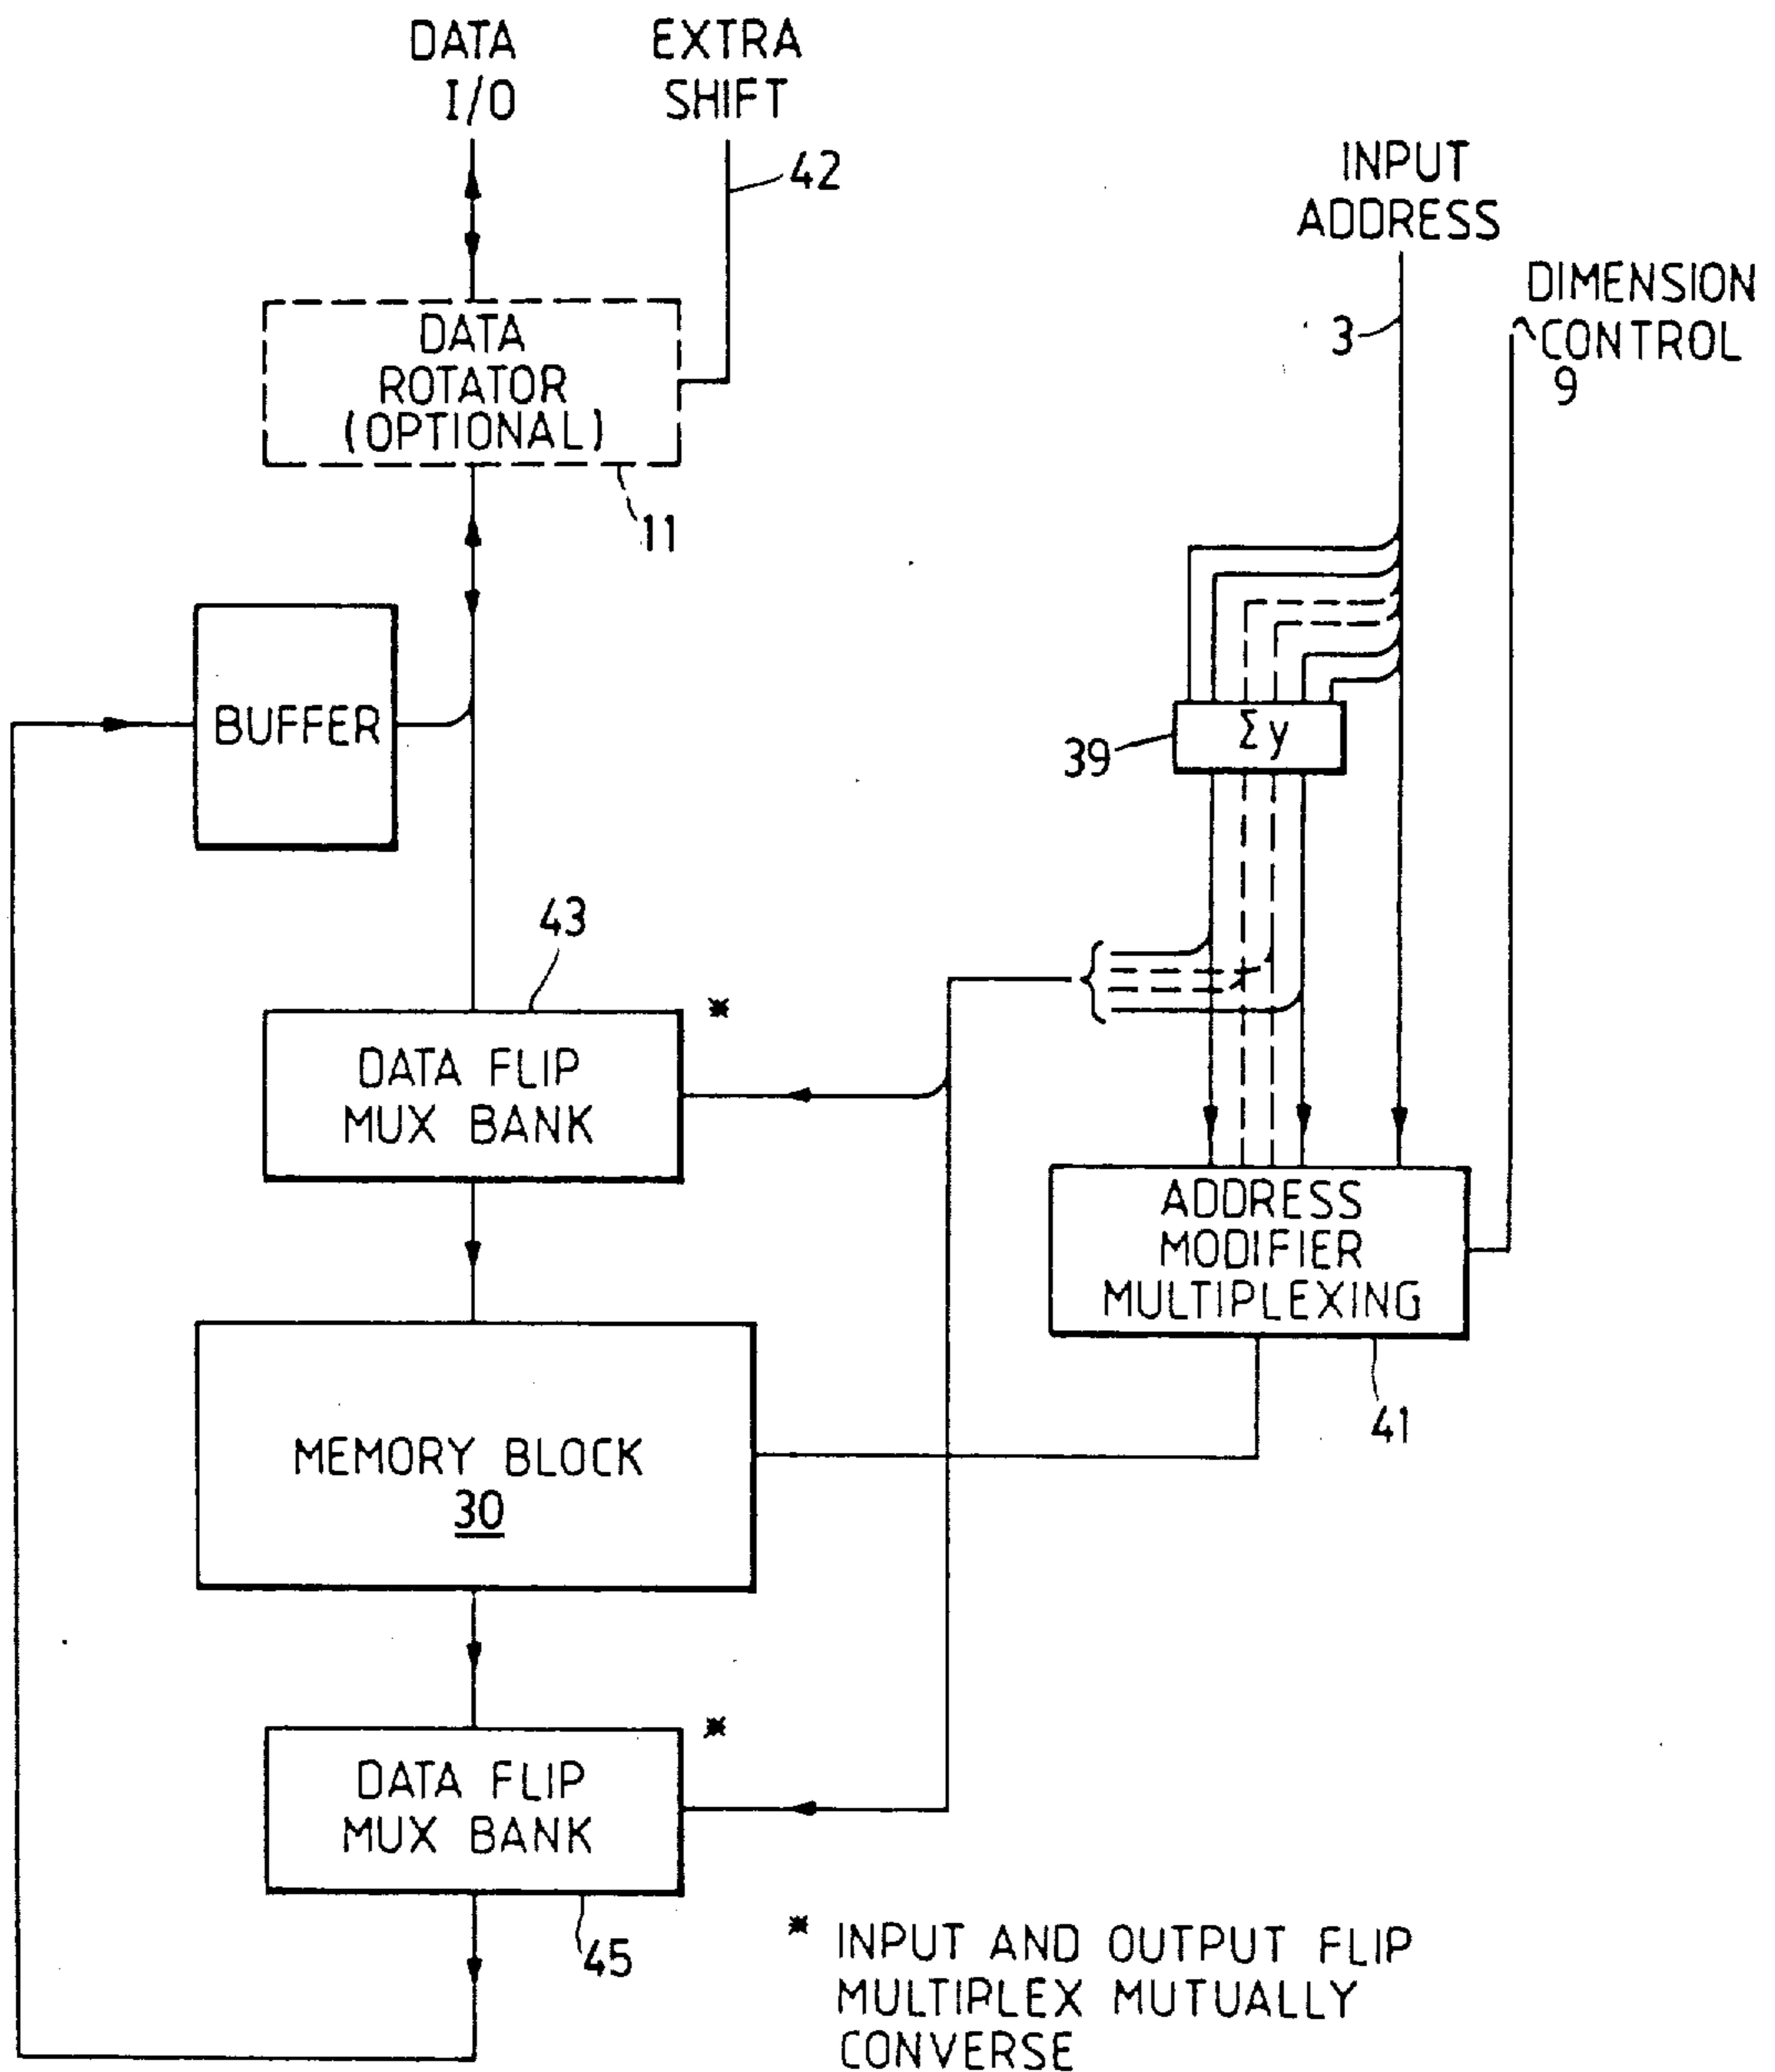 DATA
I/O
EXTRA
SHIFT
42
INPUT
ADDRESS
DIMENSION
CONTROL
9
3
DATA
ROTATOR
(OPTIONAL)
11
BUFFER
Σy
39
43
*
DATA FLIP
MUX BANK
ADDRESS
MODIFIER
MULTIPLEXING
41
MEMORY BLOCK
30
*
DATA FLIP
MUX BANK
45
* INPUT AND OUTPUT FLIP
MULTIPLEX MUTUALLY
CONVERSE